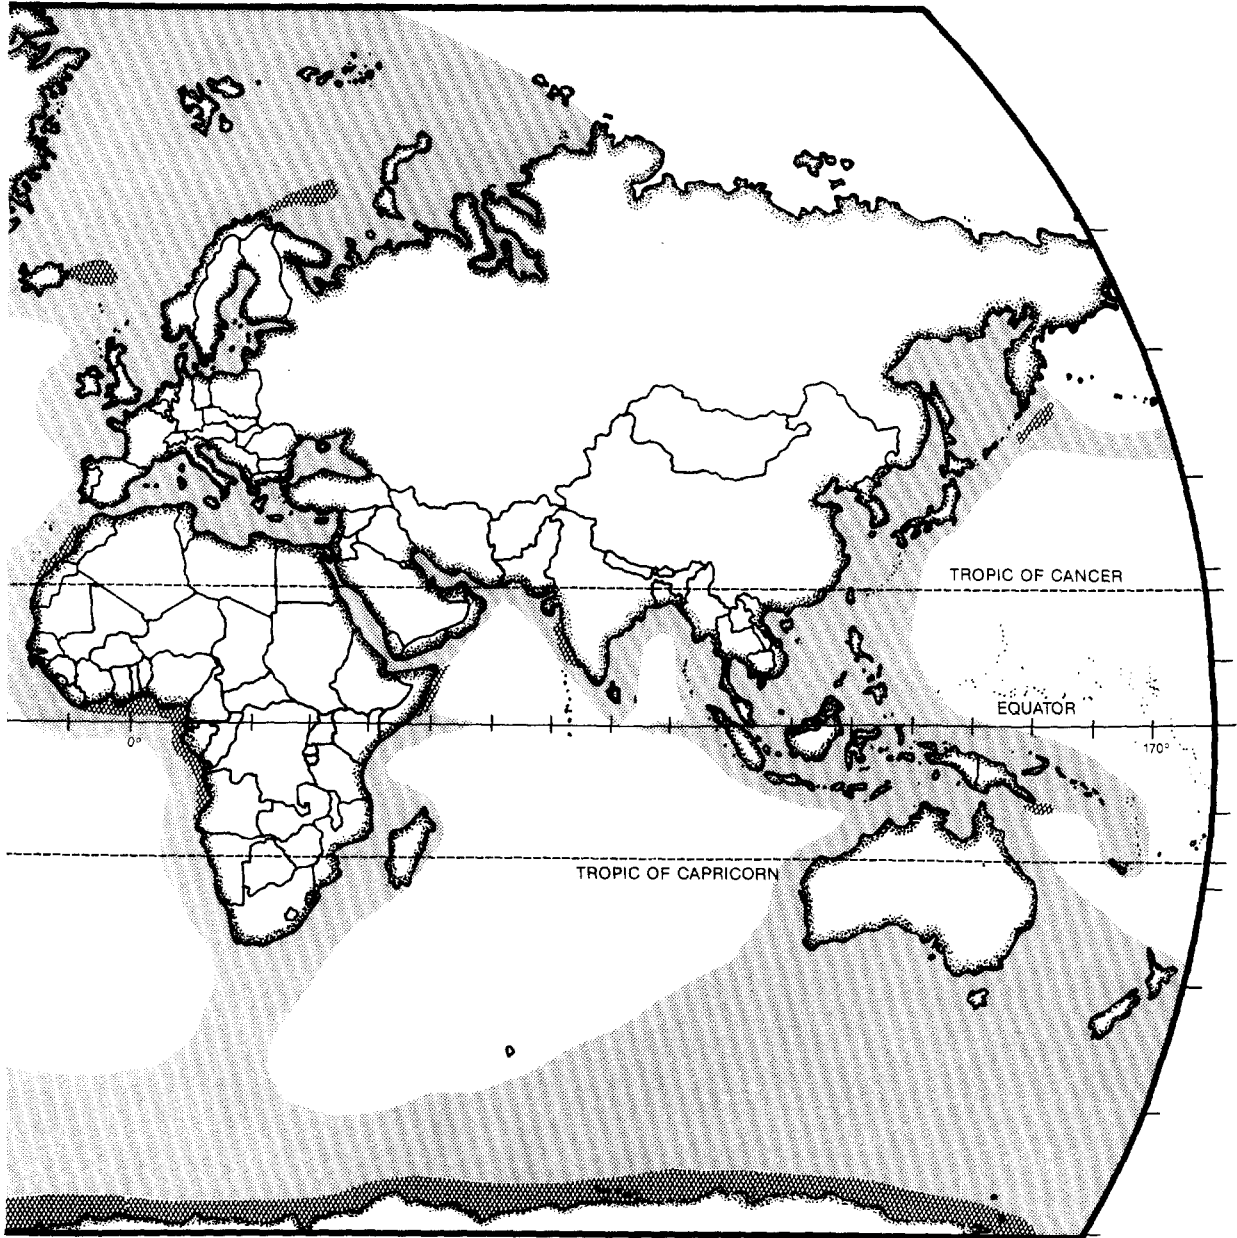 TROPIC OF CANCER
EQUATOR
0°
170°
TROPIC OF CAPRICORN